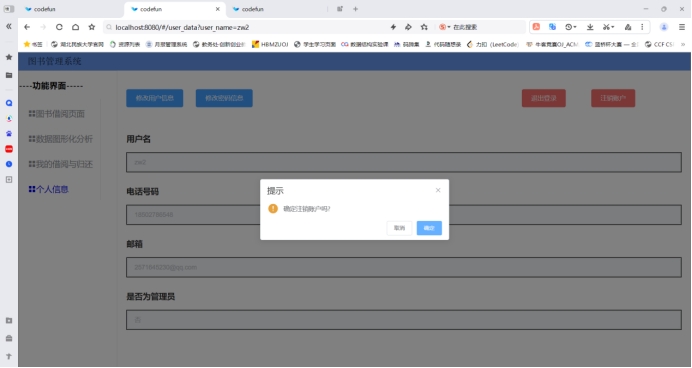 codefun
codefun
codefun
localhost:8080/#/user_data?user_name=zw2
在此搜索
书签
湖北民族大学官网
资源列表
月度管理系统
教务处-创新创业
HBMZUOJ
学生学习页面
数据结构实验课
码蹄集
代码随想录
力扣 (LeetCode)
牛客竞赛OJ_ACM
蓝桥杯大赛 — 全
CCF CS
图书管理系统
----功能界面-----
图书借阅页面
数据图形化分析
我的借阅与归还
个人信息
修改用户信息
修改密码信息
退出登录
注销账户
用户名
zw2
电话号码
邮箱
是否为管理员
否
提示
确定注销账户吗?
取消
确定